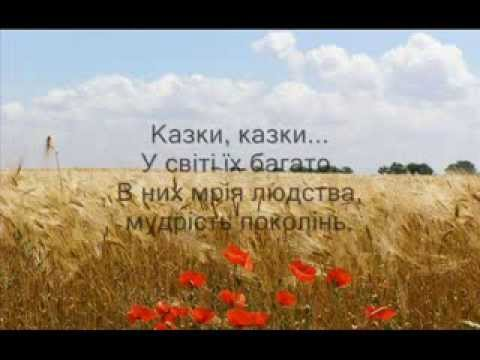 Казки, казки...
У світі їх багато
В них мрія людства,
мудрість поколінь.